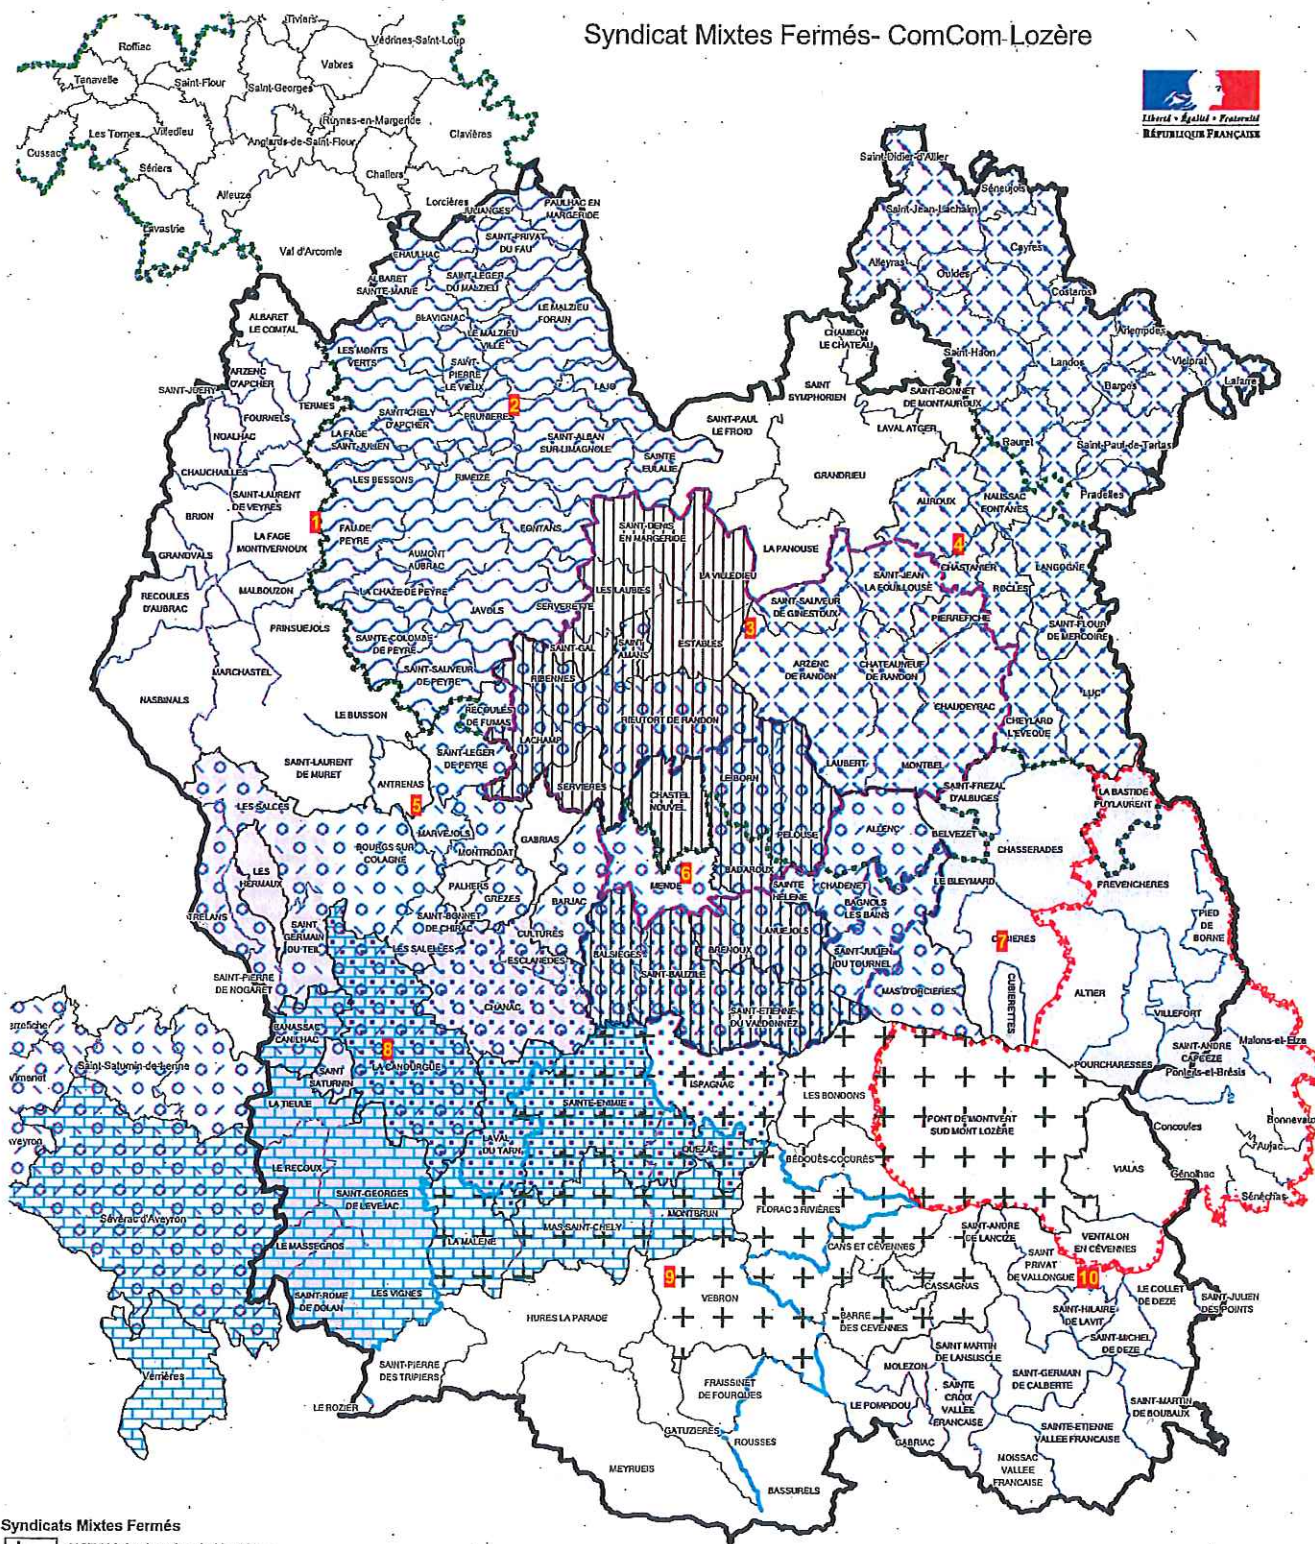 Syndicat Mixtes Fermés- ComCom Lozère
Liberté • Égalité • Fraternité
RÉPUBLIQUE FRANÇAISE
Roffiac
Tiviers
Védrines-Saint-Loup
Vabres
Tanavelle
Saint-Flour
Saint-Georges
Ruynes-en-Margeride
Les Ternes
Villedieu
Anglards-de-Saint-Flour
Clavières
Cussac
Sériers
Chaliers
Alleuze
Lorcières
Lavastrie
Val d'Arcomie
JULIANGES
PAULHAC EN
MARGERIDE
SAINT-PRIVAT
DU FAU
CHAULHAC
ALBARET
SAINTE-MARIE
SAINT-LEGER
DU MALZIEU
BLAVIGNAC
LE MALZIEU
FORAIN
LE MALZIEU
VILLE
ALBARET
LE COMTAL
LES MONTS
VERTS
SAINT-
PIERRE
LE VIEUX
ARZENC
D'APCHER
SAINT-JUERY
TERMES
LAJO
2
PRUNIERES
SAINT-CHELY
D'APCHER
FOURNELS
NOALHAC
LA FAGE
SAINT-JULIEN
SAINT-ALBAN
SUR-LIMAGNOLE
SAINTE
EULALIE
CHAUCHAILLES
LES BESSONS
RIMEIZE
SAINT-LAURENT
DE VEYRES
BRION
1
LA FAGE
MONTIVERNOUX
FAU DE
PEYRE
FONTANS
GRANDVALS
AUMONT
AUBRAC
RECOULES
D'AUBRAC
MALBOUZON
LA CHAZE DE PEYRE
JAVOLS
SERVERETTE
PRINSUEJOLS
SAINTE-COLOMBE
DE PEYRE
MARCHASTEL
SAINT-SAUVEUR
DE PEYRE
NASBINALS
LE BUISSON
Saint-Didier-d'Allier
Séneujols
Saint-Jean-Lachalm
Cayres
Alleyras
Ouides
Costaros
Arlempdes
CHAMBON
LE CHATEAU
Saint-Haon
Landos
Vielprat
Barges
Lafarre
SAINT
SYMPHORIEN
SAINT-BONNET
DE MONTAUROUX
SAINT-PAUL
LE FROID
LAVAL ATGER
Rauret
Saint-Paul-de-Tartas
GRANDRIEU
AUROUX
NAUSSAC
FONTANES
Pradelles
SAINT-DENIS
EN MARGERIDE
LA PANOUSE
4
CHASTANIER
LANGOGNE
LA VILLEDIEU
SAINT-JEAN
LA FOUILLOUSE
ROCLES
LES LAUBIES
SAINT-SAUVEUR
DE GINESTOUX
PIERREFICHE
SAINT-FLOUR
DE MERCOIRE
3
SAINT-GAL
SAINT
AMANS
ESTABLES
ARZENC
DE RANDON
CHATEAUNEUF
DE RANDON
RIBENNES
CHAUDEYRAC
LUC
RECOULES
DE FUMAS
RIEUTORT DE RANDON
CHEYLARD
L'EVEQUE
LACHAMP
SAINT-LEGER
DE PEYRE
SAINT-LAURENT
DE MURET
LAUBERT
MONTBEL
ANTRENAS
SERVIERES
CHASTEL
NOUVEL
LE BORN
SAINT-FREZAL
D'ALBUGES
LA BASTIDE
PUYLAURENT
5
LES SALCES
MARVEJOLS
PELOUSE
ALLENC
BELVEZET
BOURGS SUR
COLAGNE
MONTRODAT
GABRIAS
CHASSERADES
LES
HERMAUX
PALHERS
6
BADAROUX
MENDE
LE BLEYMARD
PREVENCHERES
GREZES
BARJAC
SAINTE
HELENE
CHADENET
BAGNOLS
LES BAINS
TRELANS
SAINT-BONNET
DE CHIRAC
SAINT
GERMAIN
DU TEIL
CULTURES
LANUEJOLS
PIED
DE
BORNE
LES SALELLES
ESCLANEDES
BALSIEGES
BRENOUX
7
SAINT-JULIEN
DU TOURNEL
SAINT-PIERRE
DE NOGARET
SAINT-BAUZILE
CUBIERETTES
MAS D'ORCIERES
ALTIER
CHANAC
SAINT-ETIENNE
DU VALDONNEZ
VILLEFORT
BANASSAC
CANILHAC
8
SAINT-ANDRE
CAPCEZE
Malons-et-Elze
Saint-Saturnin-de-Lenne
LA CANOURGUE
SAINT
SATURNIN
POURCHARESSES
Ponteils-et-Brésis
ISPAGNAC
LES BONDONS
LA TIEULE
SAINTE-ENIMIE
PONT DE MONTVERT
SUD MONT LOZÈRE
Concoules
Bonnevaux
Aujac
LAVAL
DU TARN
QUEZAC
BÉDOUÈS-COCURÈS
VIALAS
Génolhac
LE RECOUX
Sénéchas
SAINT-GEORGES
DE LEVEJAC
FLORAC 3 RIVIÈRES
MONTBRUN
Sévérac d'Aveyron
MAS SAINT-CHELY
SAINT-ANDRE
DE LANCIZE
VENTALON
EN CÉVENNES
LE MASSEGROS
LA MALENE
CANS ET CÉVENNES
SAINT
PRIVAT
DE VALLONGUE
9
10
CASSAGNAS
LE COLLET
DE DEZE
SAINT-JULIEN
DES POINTS
SAINT-ROME
DE DOLAN
LES VIGNES
VEBRON
HURES LA PARADE
BARRE
DES CEVENNES
SAINT-HILAIRE
DE LAVIT
SAINT-MICHEL
DE DEZE
SAINT MARTIN
DE LANSUSCLE
Verrières
SAINT-PIERRE
DES TRIPIERS
MOLEZON
SAINT-GERMAIN
DE CALBERTE
FRAISSINET
DE FOURQUES
SAINTE
CROIX
VALLEE
FRANCAISE
LE ROZIER
LE POMPIDOU
SAINT-MARTIN
DE BOUBAUX
GATUZIERES
ROUSSES
GABRIAC
SAINTE-ETIENNE
VALLEE FRANCAISE
MEYRUEIS
MOISSAC
VALLEE
FRANCAISE
BASSURELS
Syndicats Mixtes Fermés